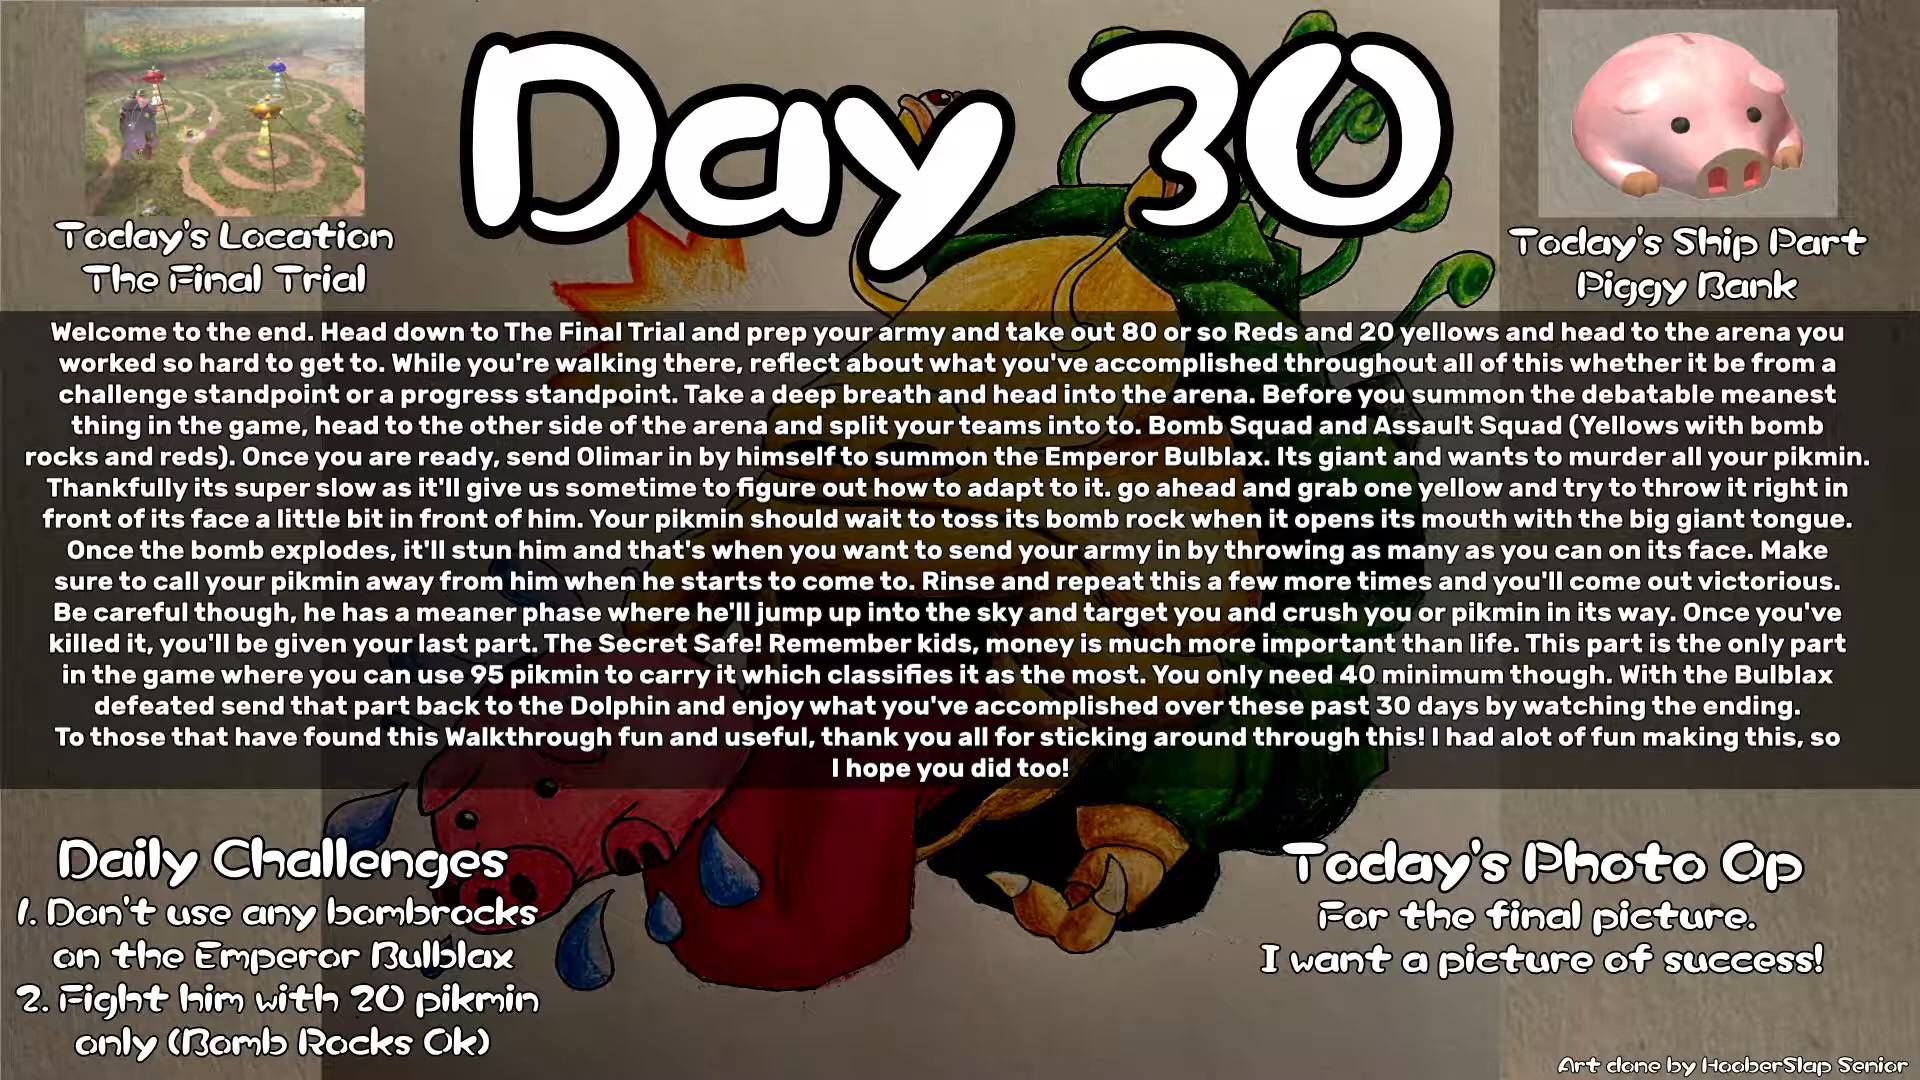 Day 30
Today's Location
The Final Trial
Today's Ship Part
Piggy Bank
Welcome to the end. Head down to The Final Trial and prep your army and take out 80 or so Reds and 20 yellows and head to the arena you
worked so hard to get to. While you're walking there, reflect about what you've accomplished throughout all of this whether it be from a
challenge standpoint or a progress standpoint. Take a deep breath and head into the arena. Before you summon the debatable meanest
thing in the game, head to the other side of the arena and split your teams into to. Bomb Squad and Assault Squad (Yellows with bomb
rocks and reds). Once you are ready, send Olimar in by himself to summon the Emperor Bulblax. Its giant and wants to murder all your pikmin.
Thankfully its super slow as it'll give us sometime to figure out how to adapt to it. go ahead and grab one yellow and try to throw it right in
front of its face a little bit in front of him. Your pikmin should wait to toss its bomb rock when it opens its mouth with the big giant tongue.
Once the bomb explodes, it'll stun him and that's when you want to send your army in by throwing as many as you can on its face. Make
sure to call your pikmin away from him when he starts to come to. Rinse and repeat this a few more times and you'll come out victorious.
Be careful though, he has a meaner phase where he'll jump up into the sky and target you and crush you or pikmin in its way. Once you've
killed it, you'll be given your last part. The Secret Safe! Remember kids, money is much more important than life. This part is the only part
in the game where you can use 95 pikmin to carry it which classifies it as the most. You only need 40 minimum though. With the Bulblax
defeated send that part back to the Dolphin and enjoy what you've accomplished over these past 30 days by watching the ending.
To those that have found this Walkthrough fun and useful, thank you all for sticking around through this! I had alot of fun making this, so
I hope you did too!
Daily Challenges
1. Don't use any bombrocks
on the Emperor Bulblax
2. Fight him with 20 pikmin
only (Bomb Rocks Ok)
Today's Photo Op
For the final picture.
I want a picture of success!
Art done by HooberSlap Senior